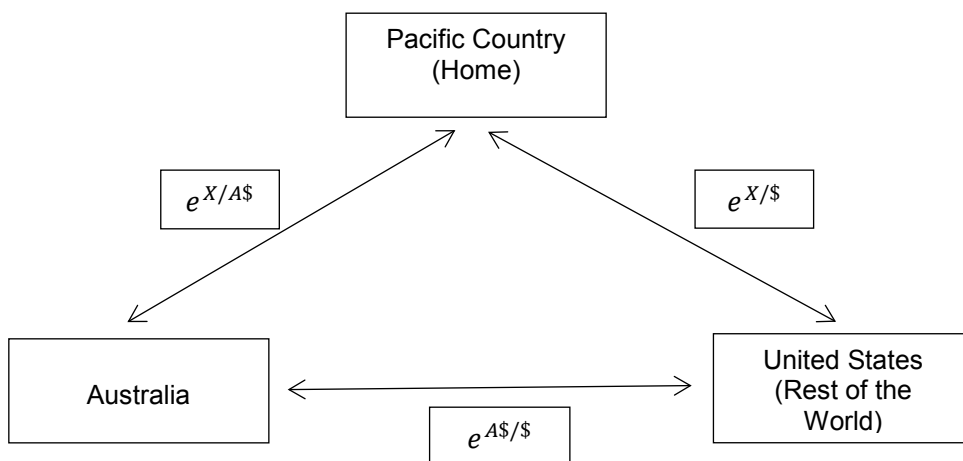 Pacific Country
(Home)
e^{X/A$}
e^{X/$}
Australia
United States
(Rest of the
World)
e^{A$/$}